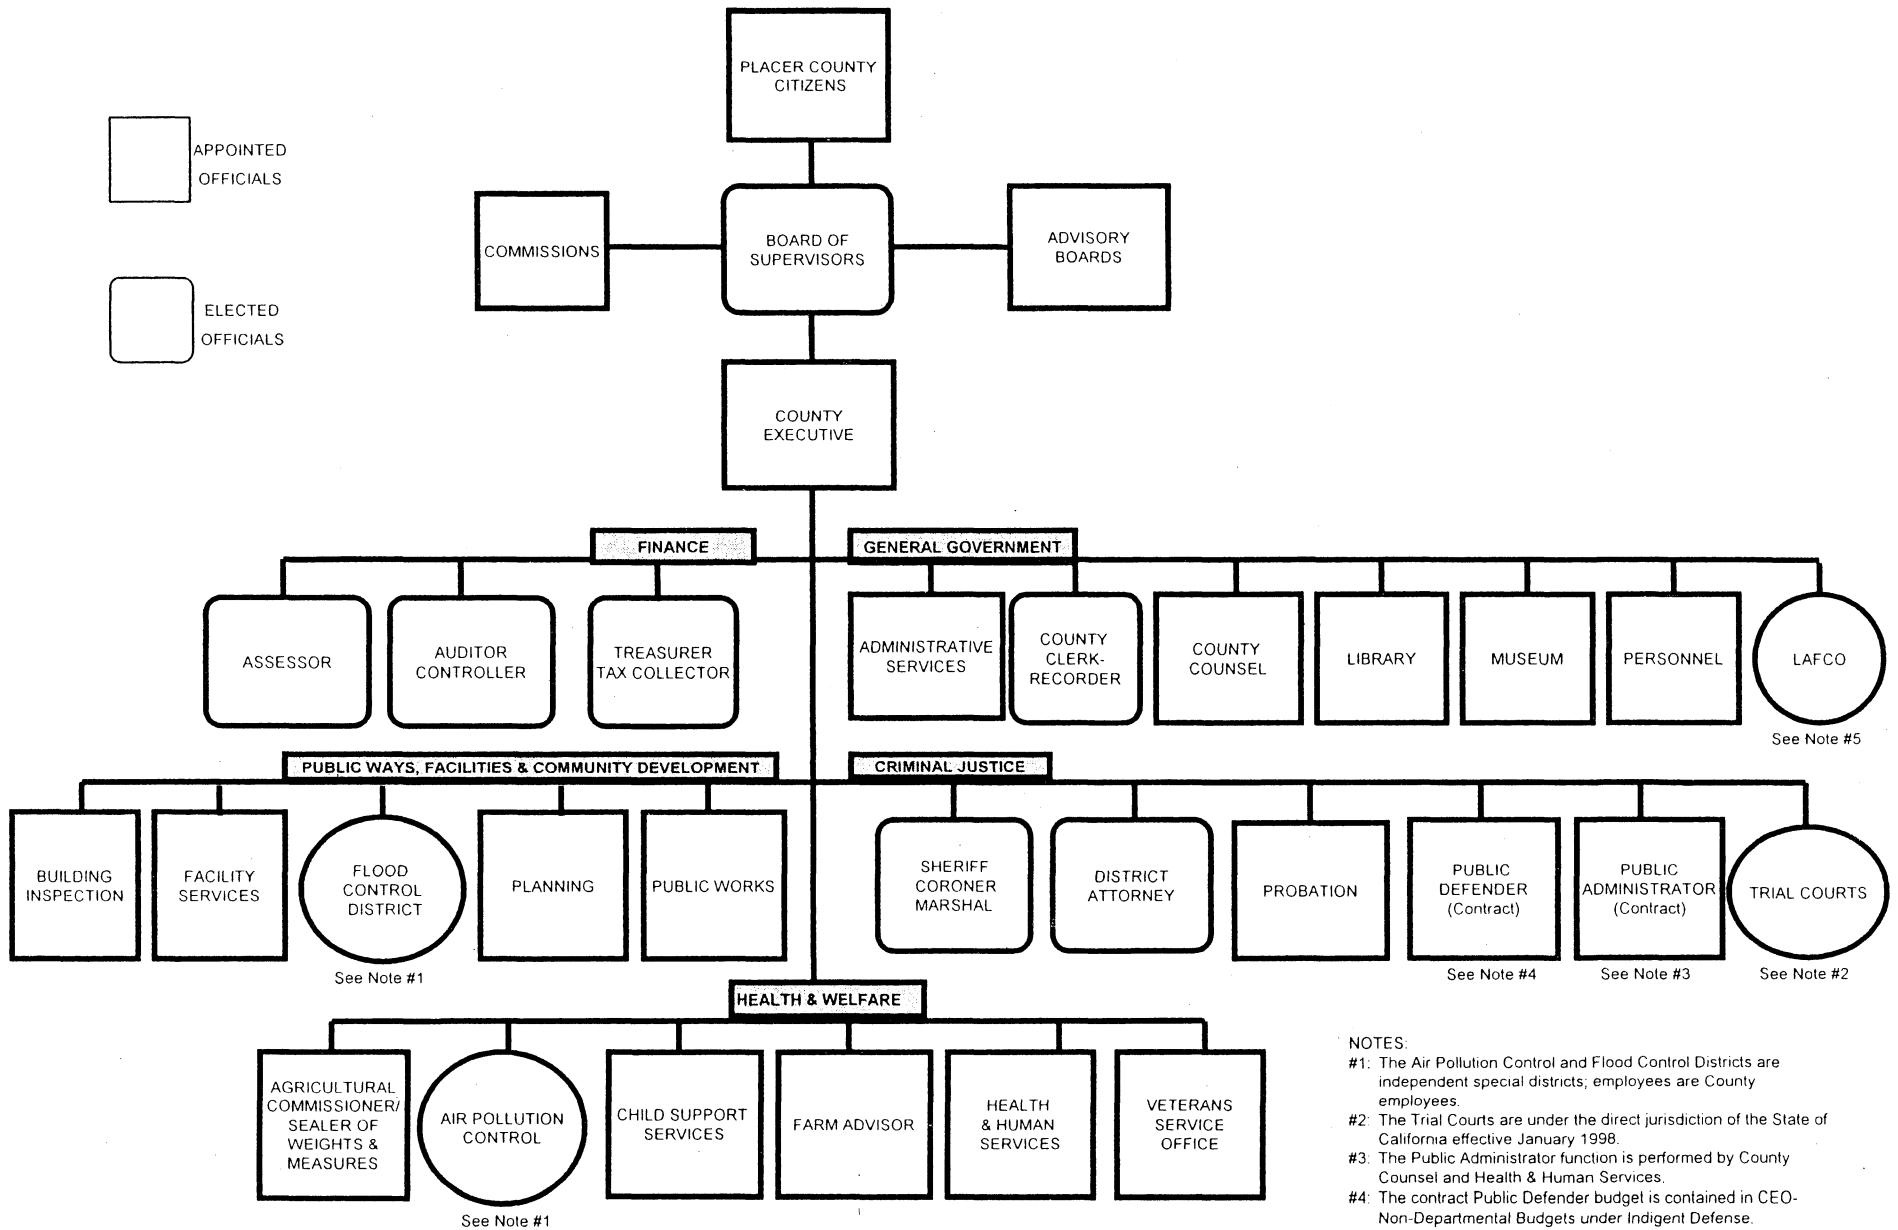 PLACER COUNTY
CITIZENS
APPOINTED
OFFICIALS
COMMISSIONS
BOARD OF
SUPERVISORS
ADVISORY
BOARDS
ELECTED
OFFICIALS
COUNTY
EXECUTIVE
FINANCE
GENERAL GOVERNMENT
ASSESSOR
AUDITOR
CONTROLLER
TREASURER
TAX COLLECTOR
ADMINISTRATIVE
SERVICES
COUNTY
CLERK-
RECORDER
COUNTY
COUNSEL
LIBRARY
MUSEUM
PERSONNEL
LAFCO
See Note #5
PUBLIC WAYS, FACILITIES & COMMUNITY DEVELOPMENT
CRIMINAL JUSTICE
BUILDING
INSPECTION
FACILITY
SERVICES
FLOOD
CONTROL
DISTRICT
See Note #1
PLANNING
PUBLIC WORKS
SHERIFF
CORONER
MARSHAL
DISTRICT
ATTORNEY
PROBATION
PUBLIC
DEFENDER
(Contract)
See Note #4
PUBLIC
ADMINISTRATOR
(Contract)
See Note #3
TRIAL COURTS
See Note #2
HEALTH & WELFARE
AGRICULTURAL
COMMISSIONER/
SEALER OF
WEIGHTS &
MEASURES
AIR POLLUTION
CONTROL
See Note #1
CHILD SUPPORT
SERVICES
FARM ADVISOR
HEALTH
& HUMAN
SERVICES
VETERANS
SERVICE
OFFICE
NOTES:
#1: The Air Pollution Control and Flood Control Districts are
independent special districts; employees are County
employees.
#2: The Trial Courts are under the direct jurisdiction of the State of
California effective January 1998.
#3: The Public Administrator function is performed by County
Counsel and Health & Human Services.
#4: The contract Public Defender budget is contained in CEO-
Non-Departmental Budgets under Indigent Defense.